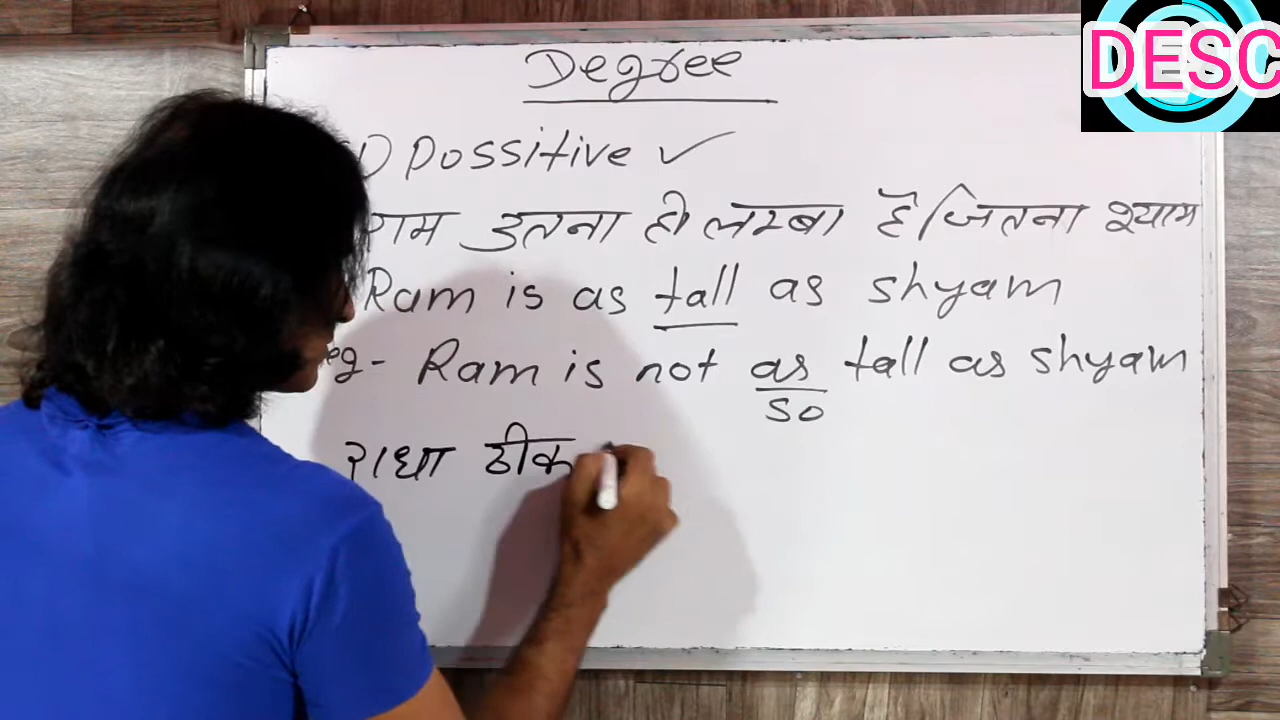 DESC
Degree
D Possitive ✓
राम इतना ही लम्बा है जितना श्याम
Ram is as tall as shyam
eg- Ram is not as tall as shyam
so
राधा ठीक